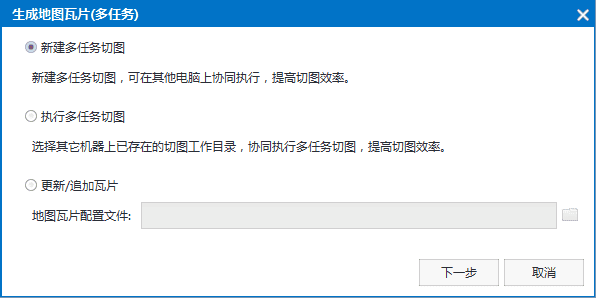 生成地图瓦片(多任务)
新建多任务切图
新建多任务切图，可在其他电脑上协同执行，提高切图效率。
执行多任务切图
选择其它机器上已存在的切图工作目录，协同执行多任务切图，提高切图效率。
更新/追加瓦片
地图瓦片配置文件:
下一步 取消